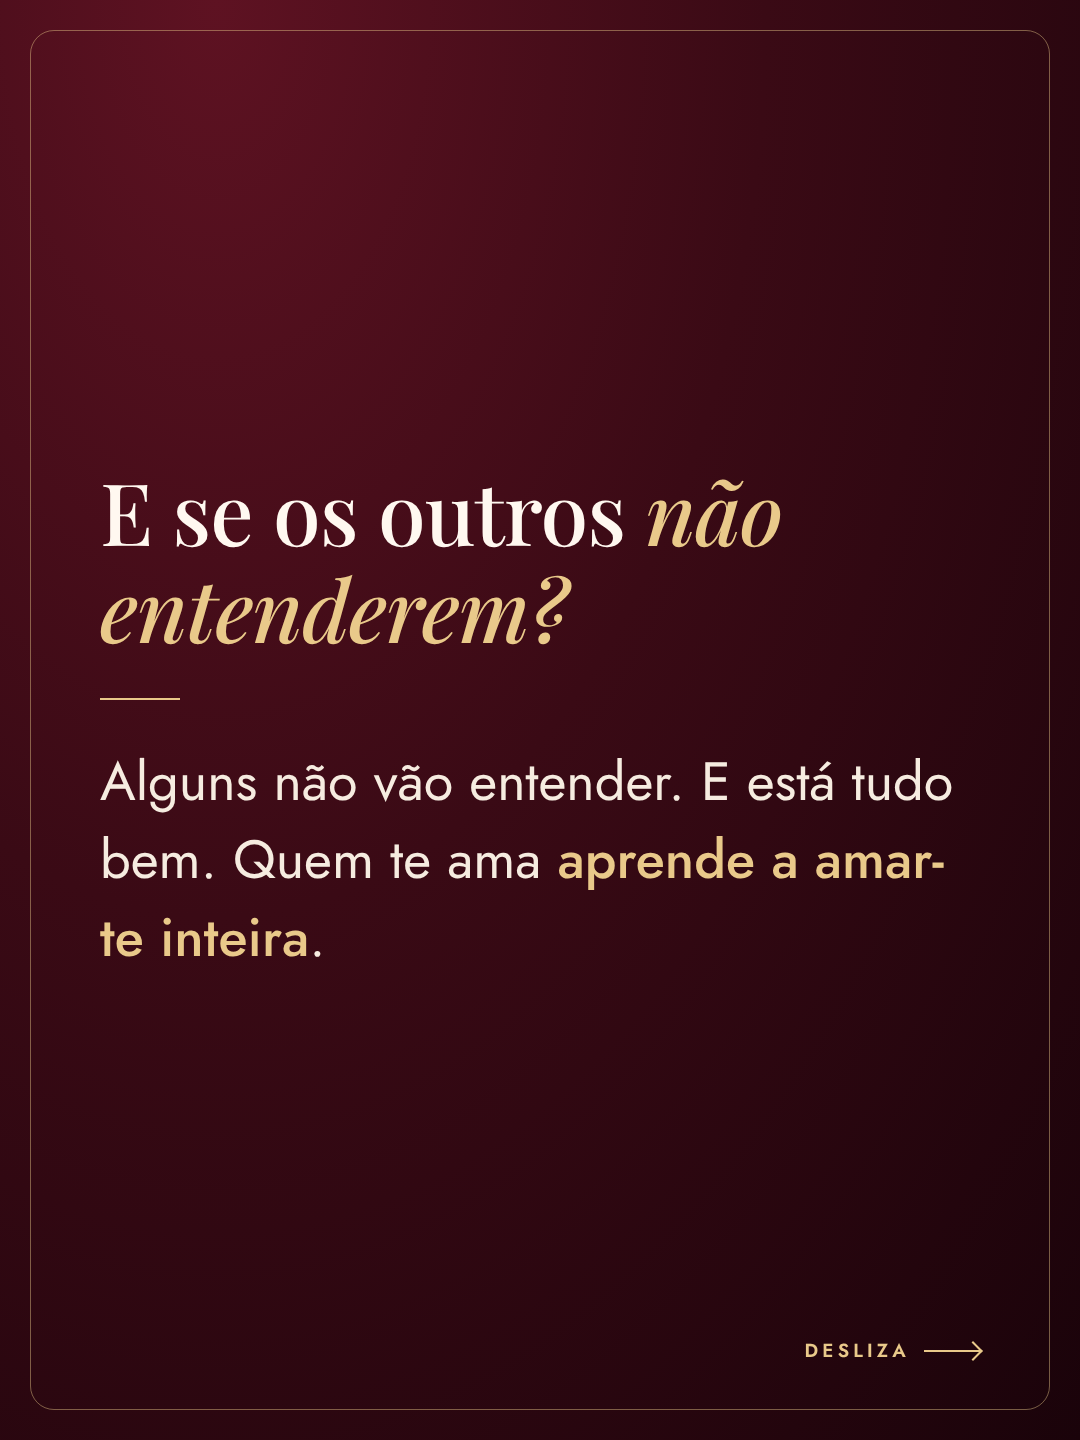 E se os outros não
entenderem?
Alguns não vão entender. E está tudo
bem. Quem te ama aprende a amar-
te inteira.
DESLIZA